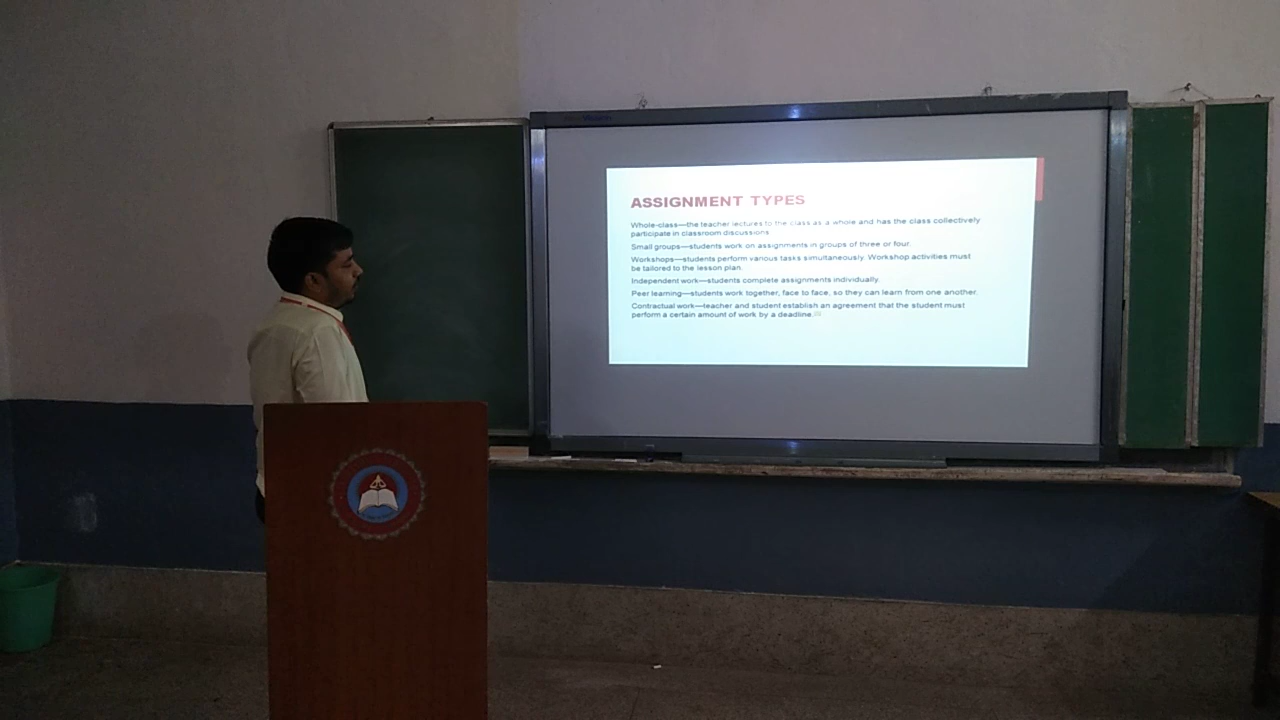 ASSIGNMENT TYPES
Whole-class—the teacher lectures to the class as a whole and has the class collectively
participate in classroom discussions
Small groups—students work on assignments in groups of three or four.
Workshops—students perform various tasks simultaneously. Workshop activities must
be tailored to the lesson plan.
Independent work—students complete assignments individually.
Peer learning—students work together, face to face, so they can learn from one another.
Contractual work—teacher and student establish an agreement that the student must
perform a certain amount of work by a deadline.